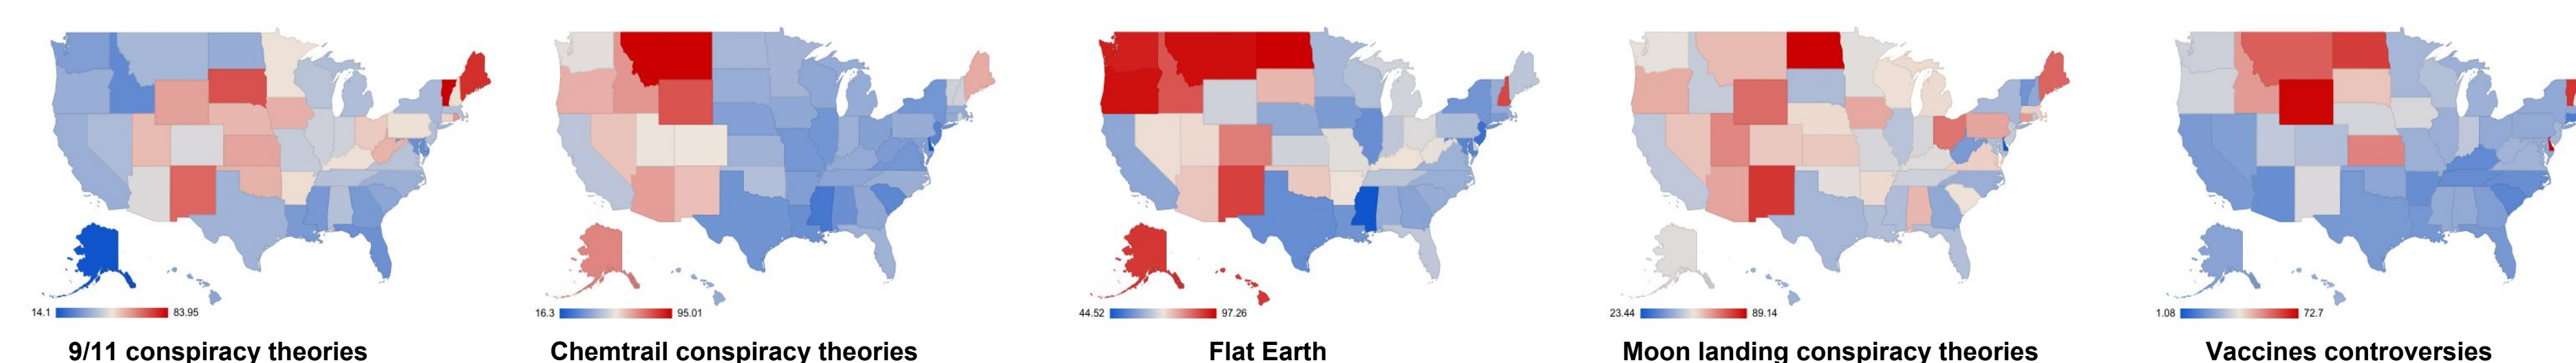 14.1 83.95
16.3 95.01
44.52 97.26
23.44 89.14
1.08 72.7
9/11 conspiracy theories
Chemtrail conspiracy theories
Flat Earth
Moon landing conspiracy theories
Vaccines controversies